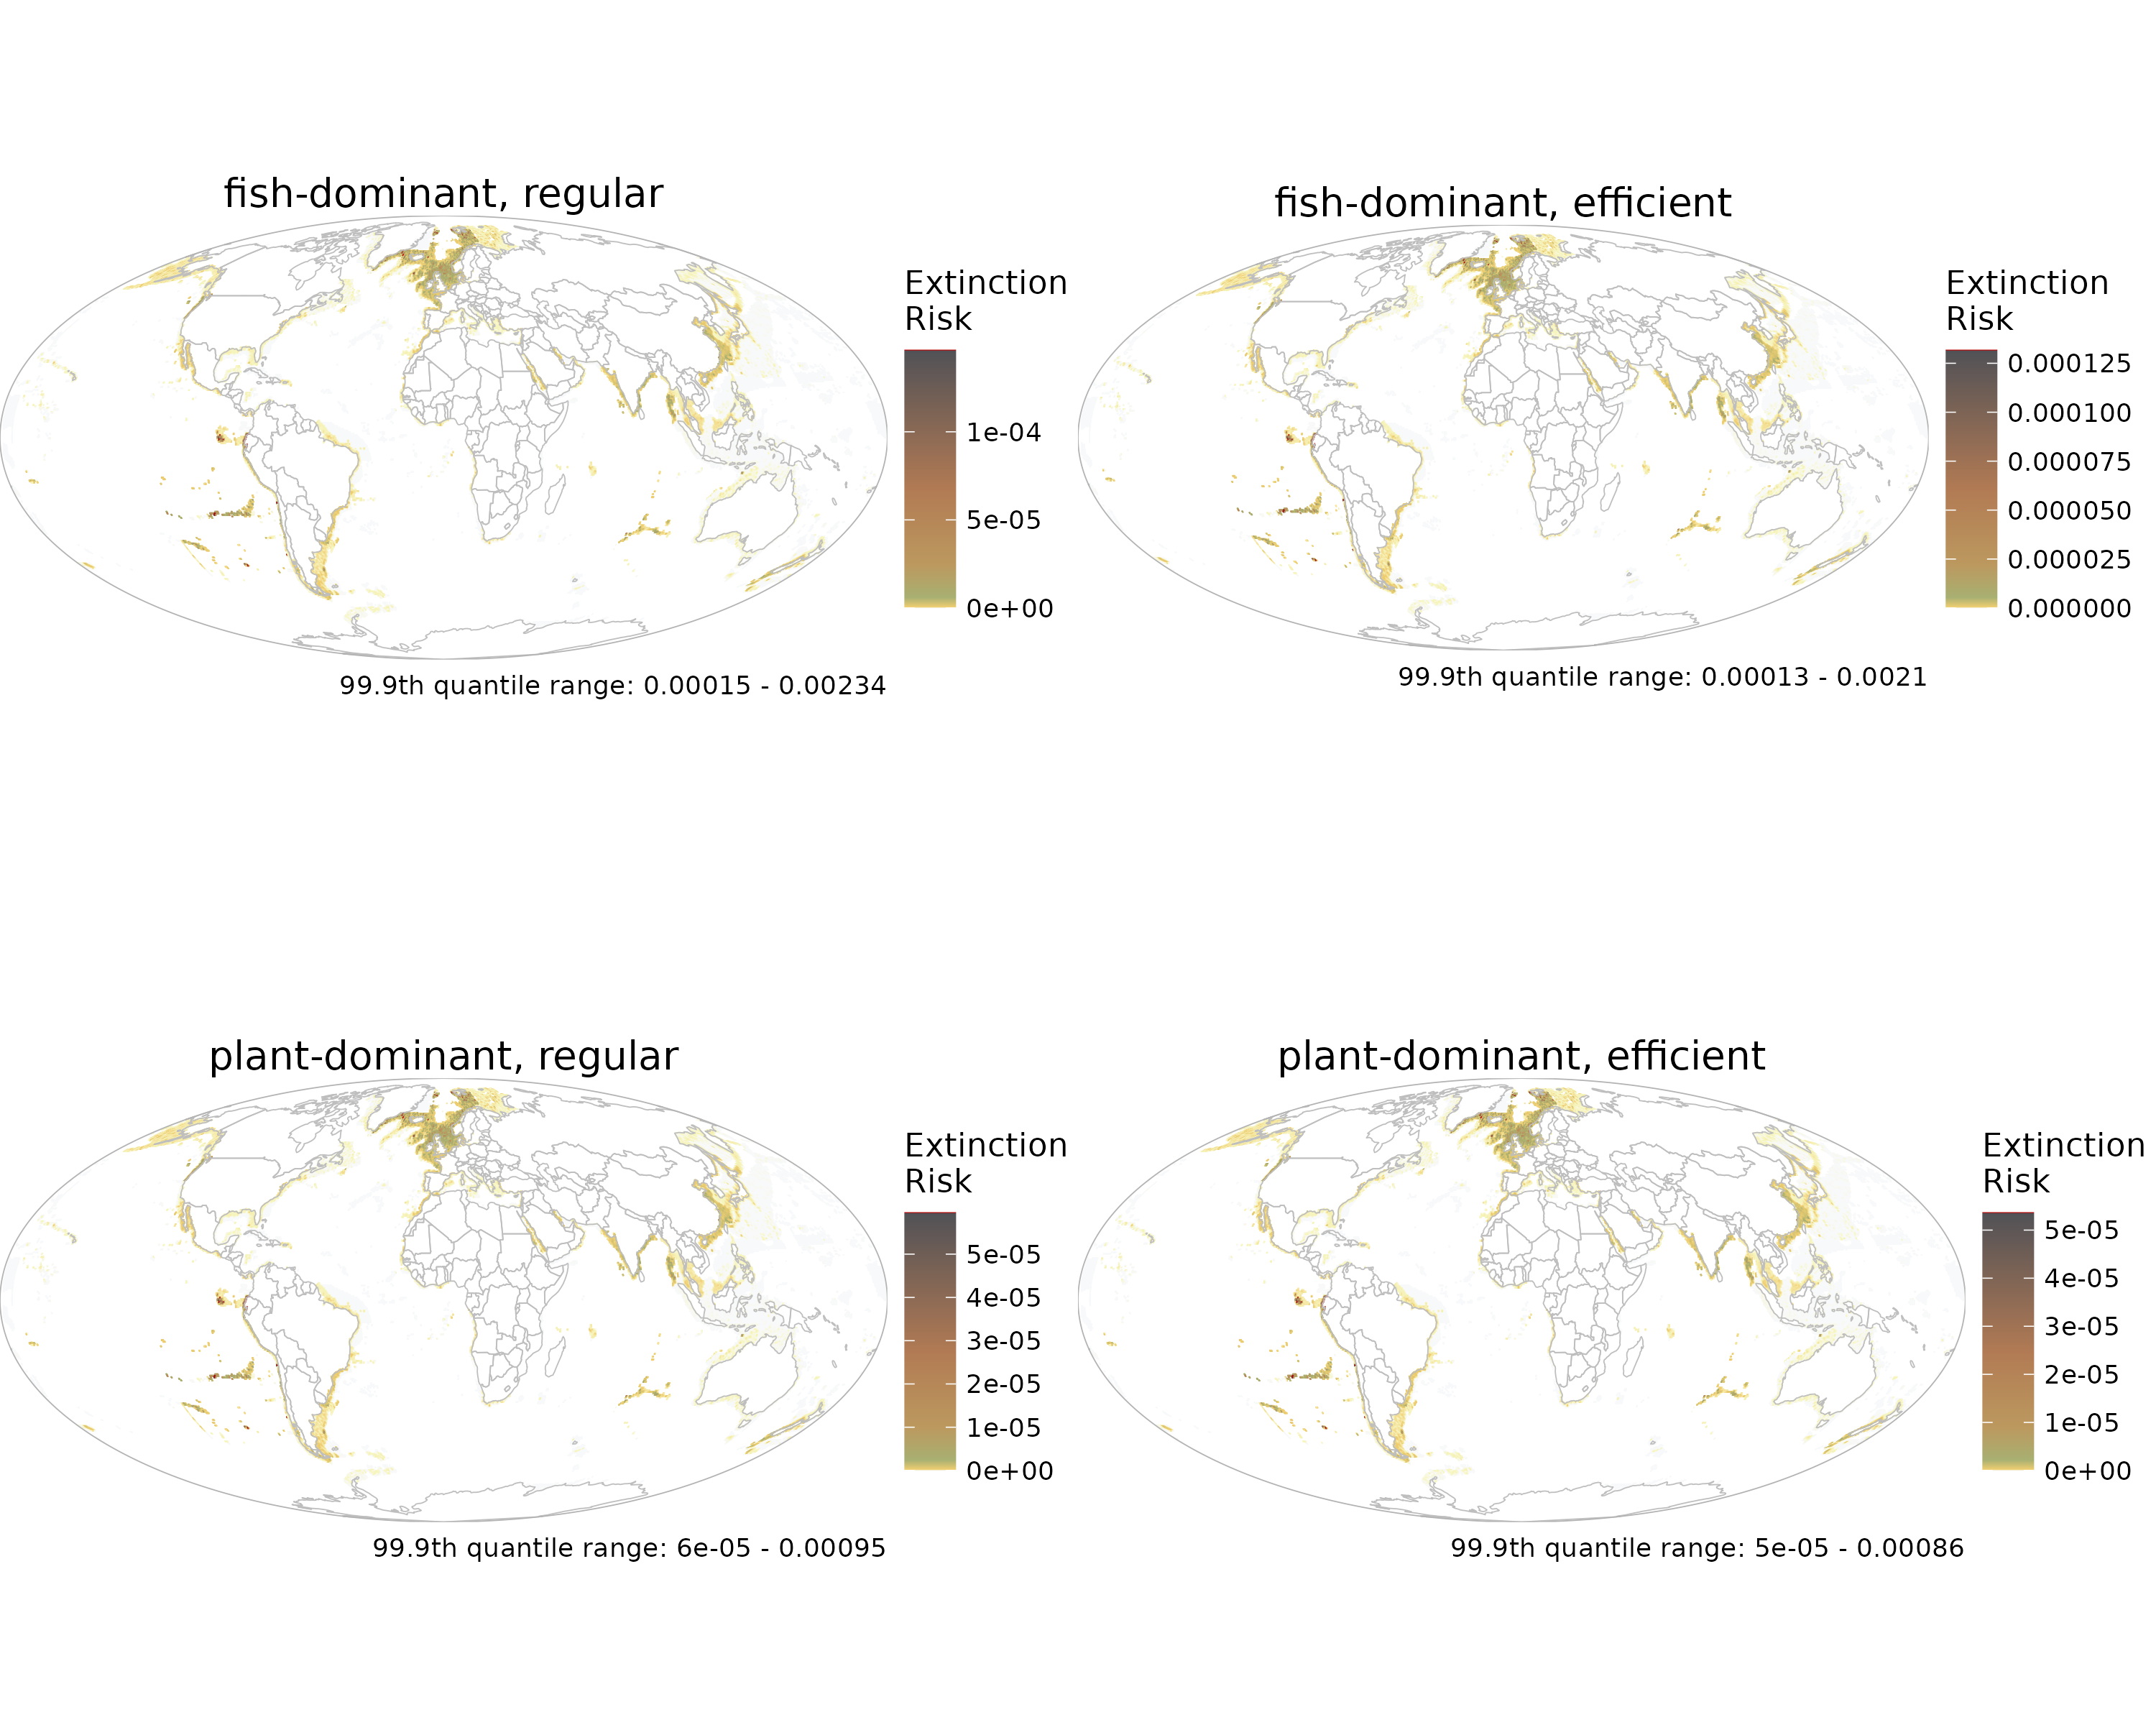 fish-dominant, regular
Extinction
Risk
1e-04
5e-05
0e+00
99.9th quantile range: 0.00015 - 0.00234
fish-dominant, efficient
Extinction
Risk
0.000125
0.000100
0.000075
0.000050
0.000025
0.000000
99.9th quantile range: 0.00013 - 0.0021
plant-dominant, regular
Extinction
Risk
5e-05
4e-05
3e-05
2e-05
1e-05
0e+00
99.9th quantile range: 6e-05 - 0.00095
plant-dominant, efficient
Extinction
Risk
5e-05
4e-05
3e-05
2e-05
1e-05
0e+00
99.9th quantile range: 5e-05 - 0.00086